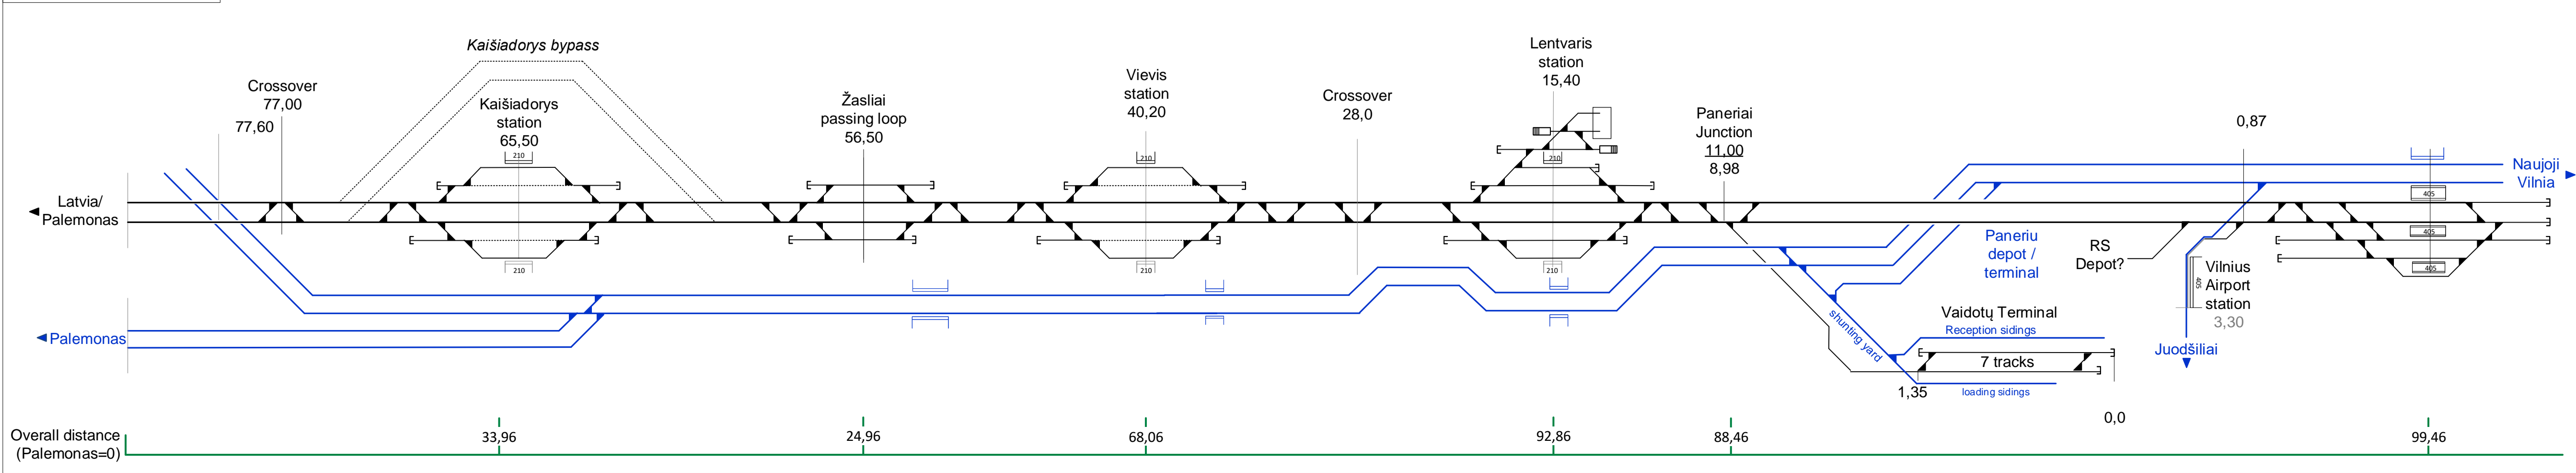 Kaišiadorys bypass
Crossover
77,00
77,60
Kaišiadorys
station
65,50
210
210
Žasliai
passing loop
56,50
Vievis
station
40,20
210
210
Crossover
28,0
Lentvaris
station
15,40
210
210
Paneriai
Junction
11,00
8,98
0,87
Naujoji
Vilnia
405
405
405
Latvia/
Palemonas
Palemonas
Paneriu
depot /
terminal
RS
Depot?
405
Vilnius
Airport
station
3,30
Juodšiliai
shunting yard
Vaidotų Terminal
Reception sidings
7 tracks
1,35
loading sidings
0,0
Overall distance
(Palemonas=0)
33,96
24,96
68,06
92,86
88,46
99,46